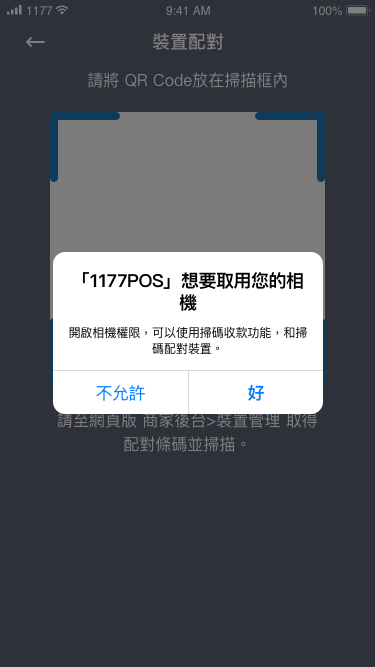 1177 9:41 AM 100%
裝置配對
請將 QR Code放在掃描框內
「1177POS」想要取用您的相
機
開啟相機權限，可以使用掃碼收款功能，和掃
碼配對裝置。
不允許 好
請至網頁版 商家後台>裝置管理 取得
配對條碼並掃描。